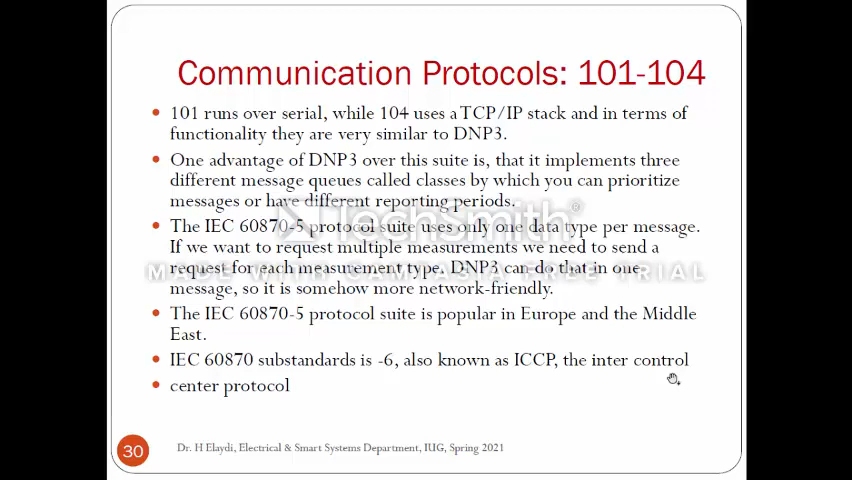 Communication Protocols: 101-104
• 101 runs over serial, while 104 uses a TCP/IP stack and in terms of
functionality they are very similar to DNP3.
• One advantage of DNP3 over this suite is, that it implements three
different message queues called classes by which you can prioritize
messages or have different reporting periods.
TechSmith®
• The IEC 60870-5 protocol suite uses only one data type per message.
If we want to request multiple measurements we need to send a
request for each measurement type. DNP3 can do that in one
MADE WITH CAMTASIA FREE TRIAL
message, so it is somehow more network-friendly.
• The IEC 60870-5 protocol suite is popular in Europe and the Middle
East.
• IEC 60870 substandards is -6, also known as ICCP, the inter control
• center protocol
30
Dr. H Elaydi, Electrical & Smart Systems Department, IUG, Spring 2021